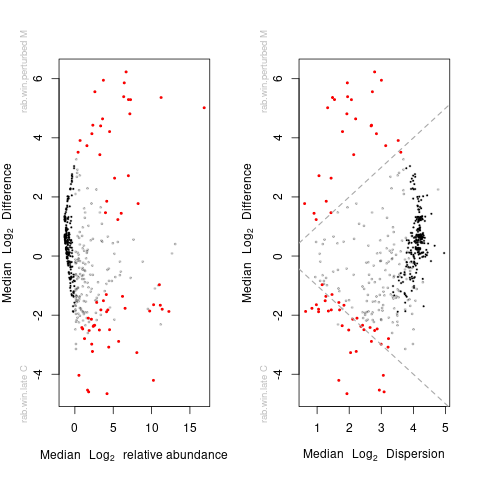 rab.win.perturbed M
rab.win.late C
Median Log2 Difference
6
4
2
0
-2
-4
0 5 10 15
Median Log2 relative abundance
rab.win.perturbed M
rab.win.late C
Median Log2 Difference
6
4
2
0
-2
-4
1 2 3 4 5
Median Log2 Dispersion